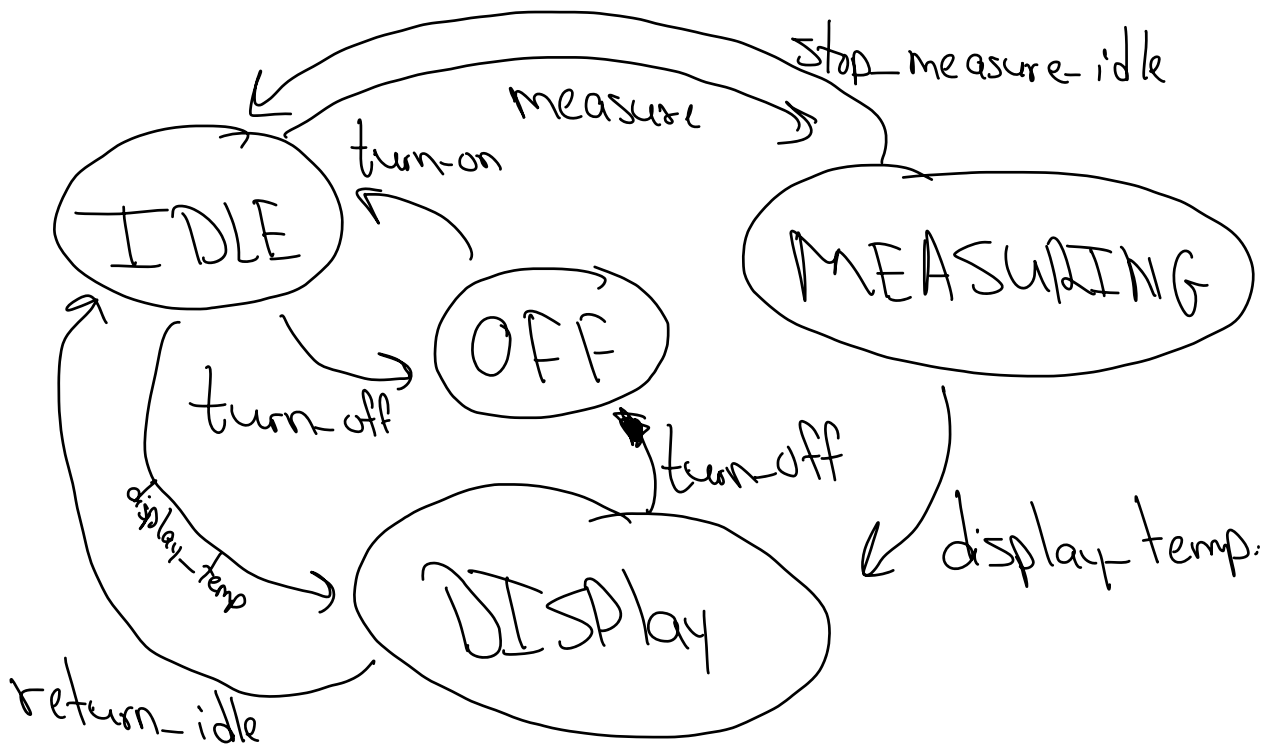 stop_measure_idle
measure
turn-on
IDLE
MEASURING
OFF
turn_off
turn_off
display_temp
display_temp.
DISPlay
return_idle